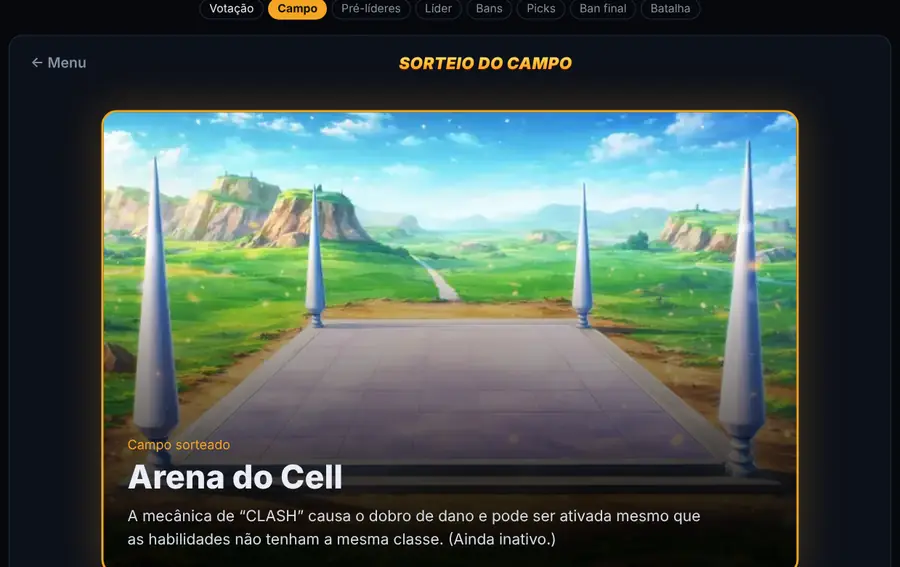 Votação Campo Pré-líderes Líder Bans Picks Ban final Batalha
← Menu
SORTEIO DO CAMPO
Campo sorteado
Arena do Cell
A mecânica de “CLASH” causa o dobro de dano e pode ser ativada mesmo que
as habilidades não tenham a mesma classe. (Ainda inativo.)